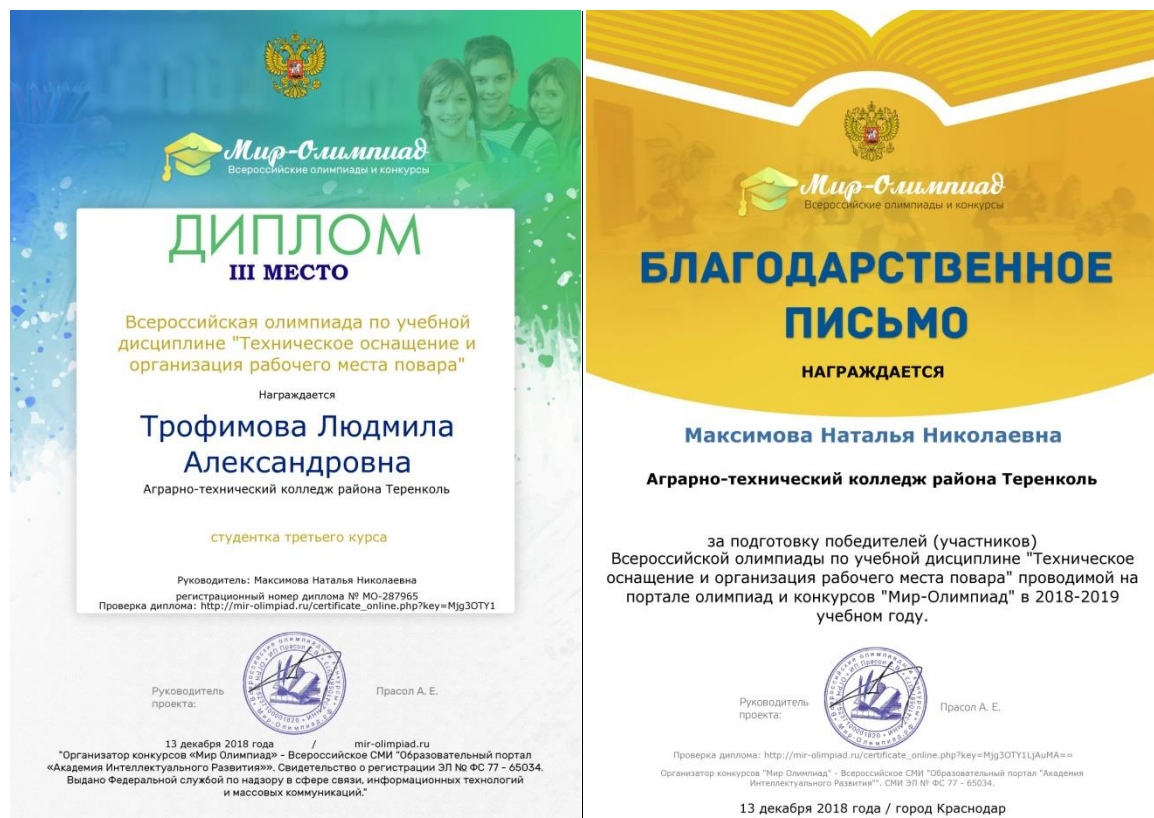 Мир-Олимпиад
Всероссийские олимпиады и конкурсы
ДИПЛОМ
III МЕСТО
Всероссийская олимпиада по учебной
дисциплине "Техническое оснащение и
организация рабочего места повара"
Награждается
Трофимова Людмила
Александровна
Аграрно-технический колледж района Теренколь
студентка третьего курса
Руководитель: Максимова Наталья Николаевна
регистрационный номер диплома № МО-287965
Проверка диплома: http://mir-olimpiad.ru/certificate_online.php?key=Mjg3OTY1
Руководитель
проекта:
Прасол А. Е.
13 декабря 2018 года / mir-olimpiad.ru
"Организатор конкурсов «Мир Олимпиад» - Всероссийское СМИ "Образовательный портал
«Академия Интеллектуального Развития»». Свидетельство о регистрации ЭЛ № ФС 77 - 65034.
Выдано Федеральной службой по надзору в сфере связи, информационных технологий
и массовых коммуникаций."
Мир-Олимпиад
Всероссийские олимпиады и конкурсы
БЛАГОДАРСТВЕННОЕ
ПИСЬМО
НАГРАЖДАЕТСЯ
Максимова Наталья Николаевна
Аграрно-технический колледж района Теренколь
за подготовку победителей (участников)
Всероссийской олимпиады по учебной дисциплине "Техническое
оснащение и организация рабочего места повара" проводимой на
портале олимпиад и конкурсов "Мир-Олимпиад" в 2018-2019
учебном году.
Руководитель
проекта:
Прасол А. Е.
Проверка диплома: http://mir-olimpiad.ru/certificate_online.php?key=Mjg3OTY1LjAuMA==
Организатор конкурсов "Мир Олимпиад" - Всероссийское СМИ "Образовательный портал "Академия
Интеллектуального Развития"". СМИ ЭЛ № ФС 77 - 65034.
13 декабря 2018 года / город Краснодар